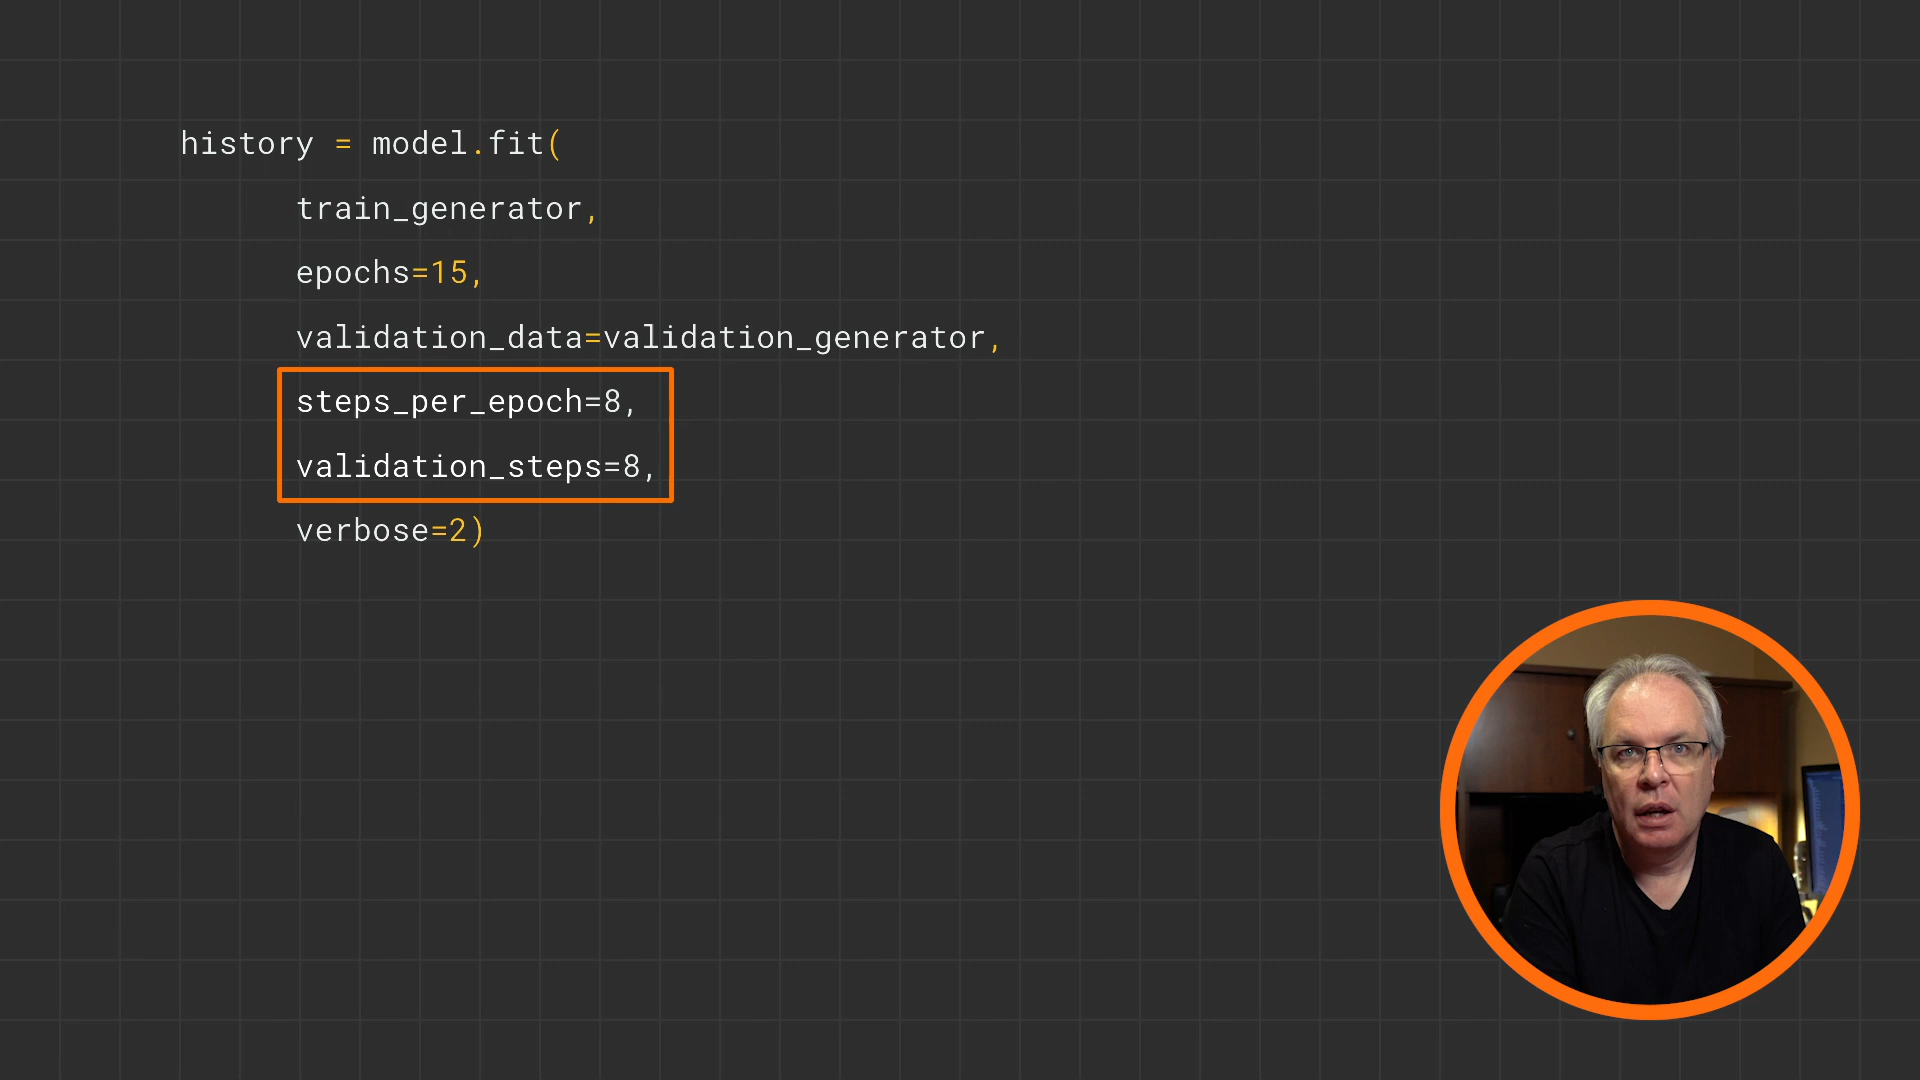 history = model.fit(
train_generator,
epochs=15,
validation_data=validation_generator,
steps_per_epoch=8,
validation_steps=8,
verbose=2)